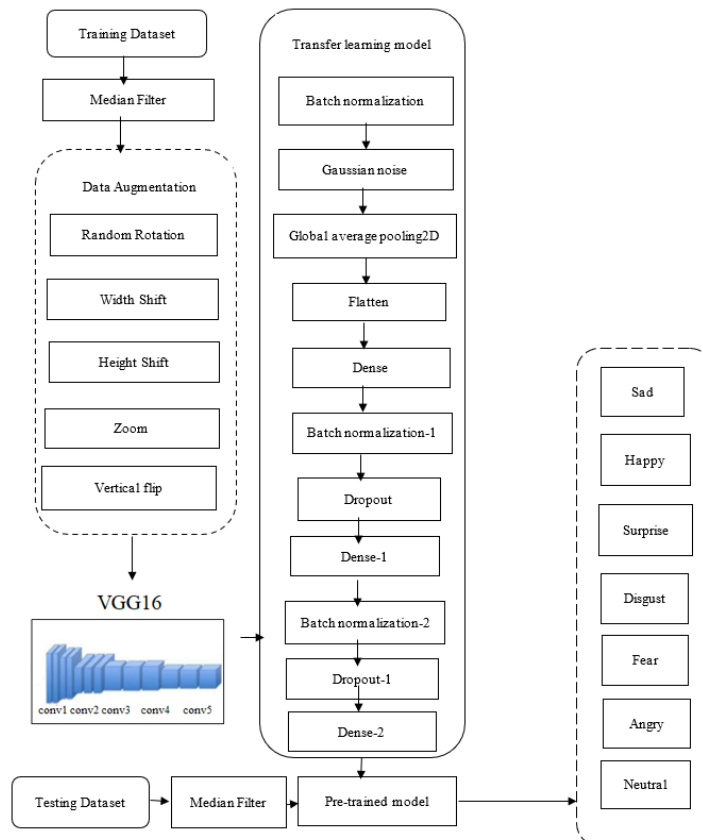 Training Dataset
Median Filter
Data Augmentation
Random Rotation
Width Shift
Height Shift
Zoom
Vertical flip
VGG16
conv1 conv2 conv3 conv4 conv5
Transfer learning model
Batch normalization
Gaussian noise
Global average pooling2D
Flatten
Dense
Batch normalization-1
Dropout
Dense-1
Batch normalization-2
Dropout-1
Dense-2
Testing Dataset
Median Filter
Pre-trained model
Sad
Happy
Surprise
Disgust
Fear
Angry
Neutral